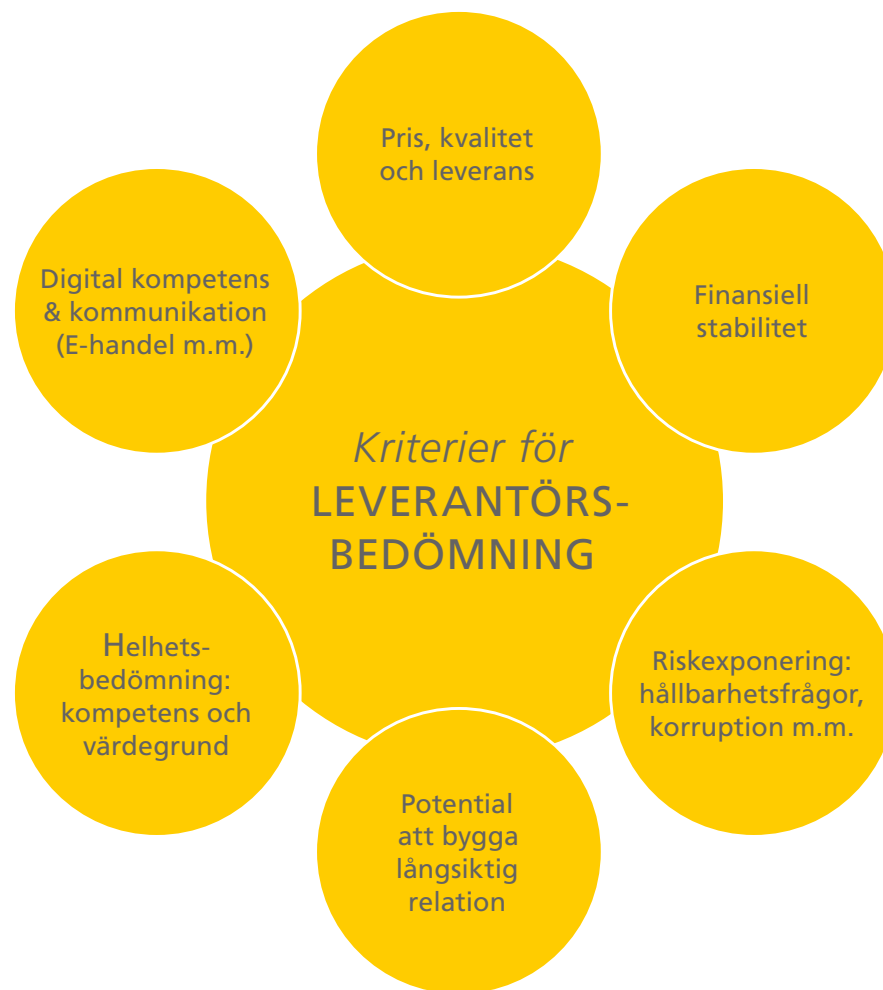 Pris, kvalitet
och leverans
Digital kompetens
& kommunikation
(E-handel m.m.)
Finansiell
stabilitet
Kriterier för
LEVERANTÖRS-
BEDÖMNING
Helhets-
bedömning:
kompetens och
värdegrund
Riskexponering:
hållbarhetsfrågor,
korruption m.m.
Potential
att bygga
långsiktig
relation